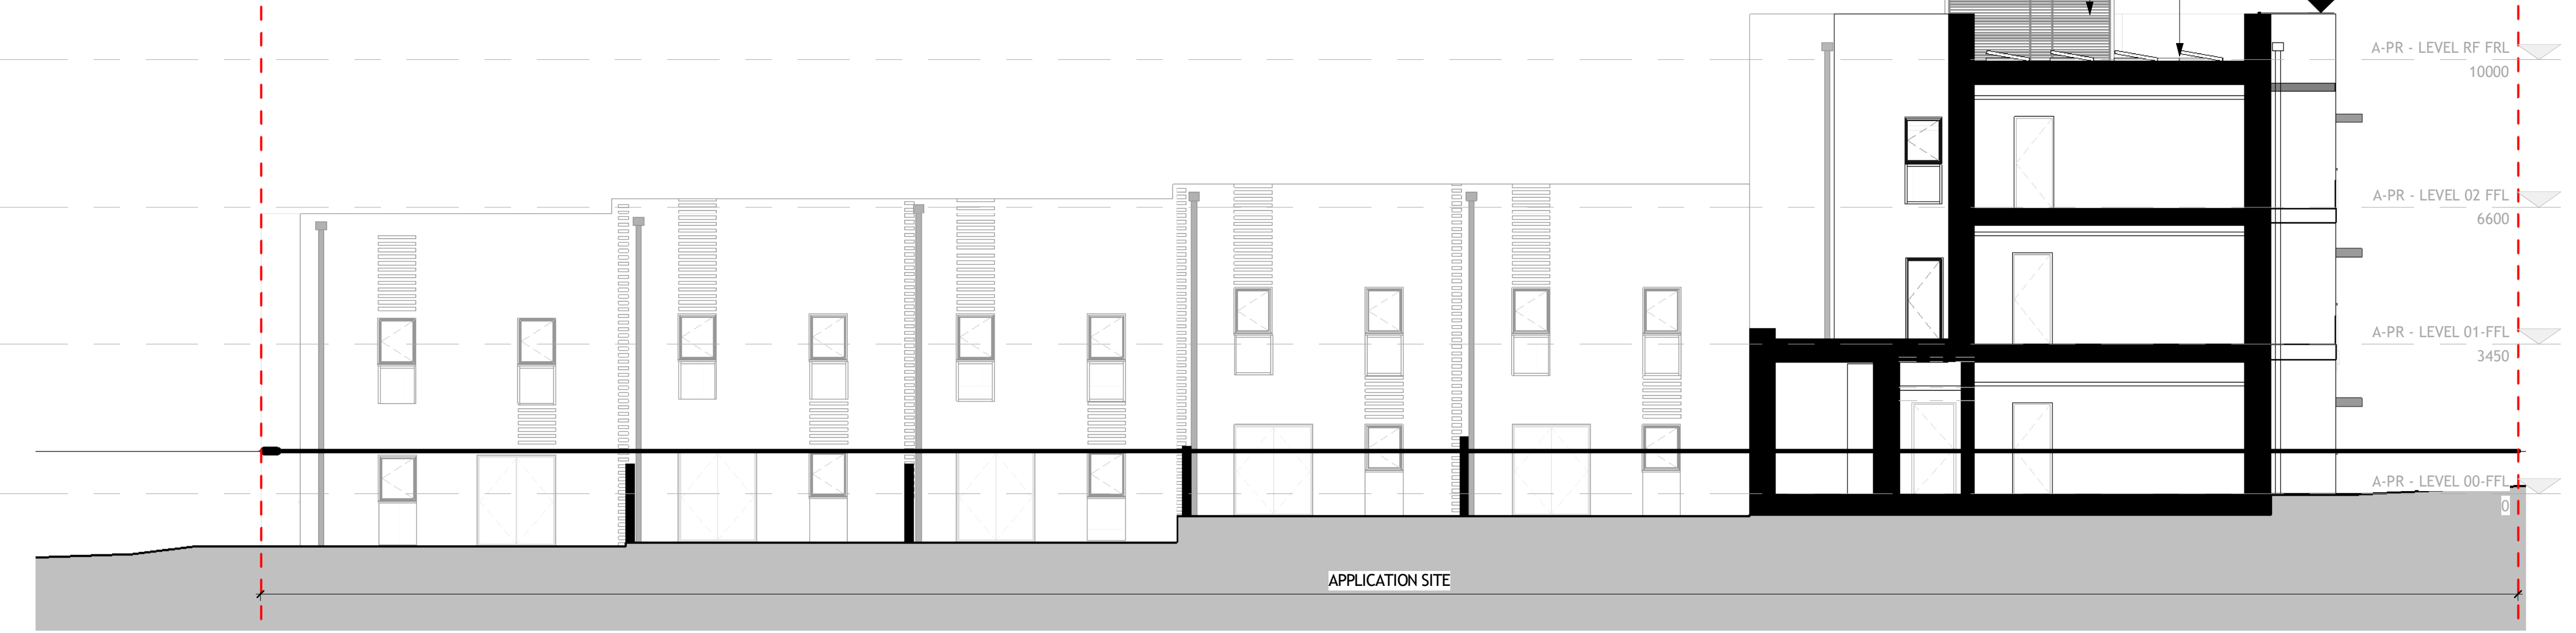 A-PR - LEVEL RF FRL
10000
A-PR - LEVEL 02 FFL
6600
A-PR - LEVEL 01-FFL
3450
A-PR - LEVEL 00-FFL
0
APPLICATION SITE